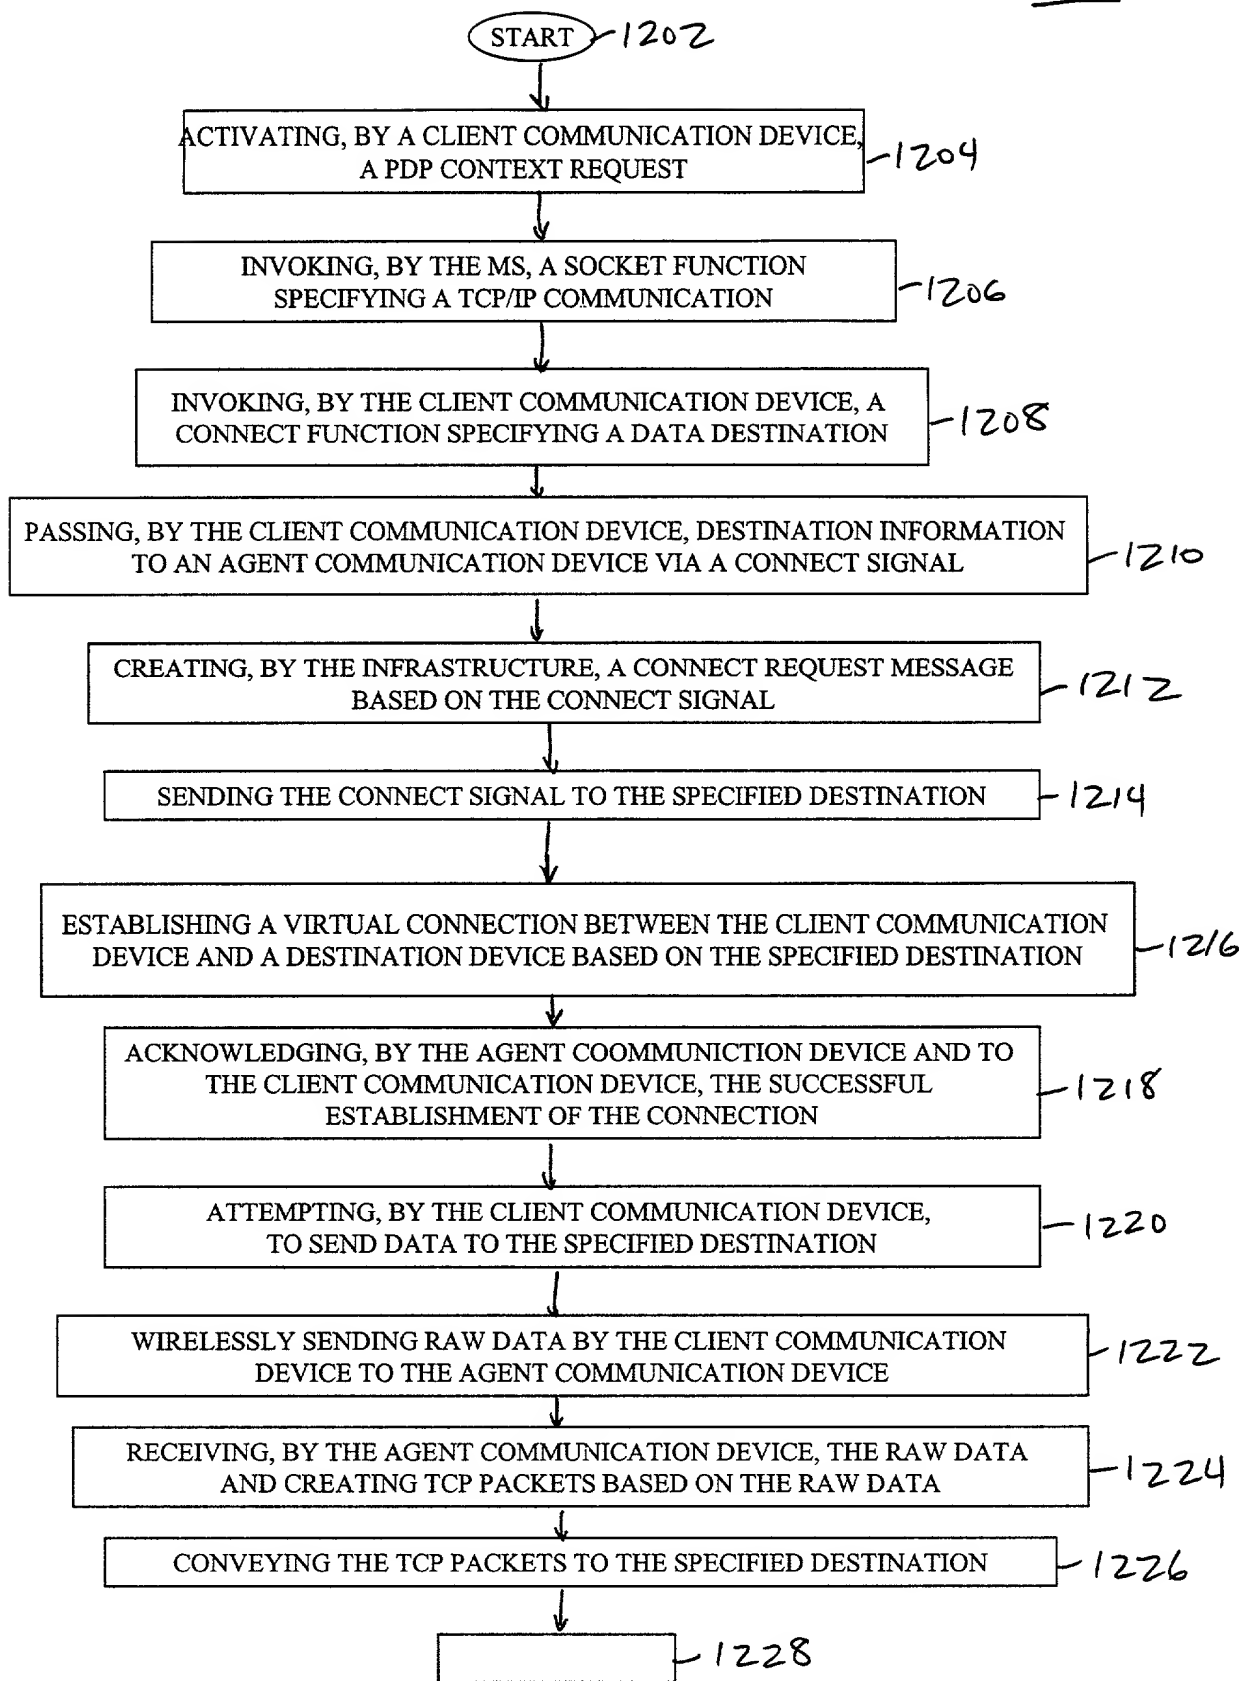 START 1202
ACTIVATING, BY A CLIENT COMMUNICATION DEVICE,
A PDP CONTEXT REQUEST
1204
INVOKING, BY THE MS, A SOCKET FUNCTION
SPECIFYING A TCP/IP COMMUNICATION
1206
INVOKING, BY THE CLIENT COMMUNICATION DEVICE, A
CONNECT FUNCTION SPECIFYING A DATA DESTINATION
1208
PASSING, BY THE CLIENT COMMUNICATION DEVICE, DESTINATION INFORMATION
TO AN AGENT COMMUNICATION DEVICE VIA A CONNECT SIGNAL
1210
CREATING, BY THE INFRASTRUCTURE, A CONNECT REQUEST MESSAGE
BASED ON THE CONNECT SIGNAL
1212
SENDING THE CONNECT SIGNAL TO THE SPECIFIED DESTINATION
1214
ESTABLISHING A VIRTUAL CONNECTION BETWEEN THE CLIENT COMMUNICATION
DEVICE AND A DESTINATION DEVICE BASED ON THE SPECIFIED DESTINATION
1216
ACKNOWLEDGING, BY THE AGENT COOMMUNICTION DEVICE AND TO
THE CLIENT COMMUNICATION DEVICE, THE SUCCESSFUL
ESTABLISHMENT OF THE CONNECTION
1218
ATTEMPTING, BY THE CLIENT COMMUNICATION DEVICE,
TO SEND DATA TO THE SPECIFIED DESTINATION
1220
WIRELESSLY SENDING RAW DATA BY THE CLIENT COMMUNICATION
DEVICE TO THE AGENT COMMUNICATION DEVICE
1222
RECEIVING, BY THE AGENT COMMUNICATION DEVICE, THE RAW DATA
AND CREATING TCP PACKETS BASED ON THE RAW DATA
1224
CONVEYING THE TCP PACKETS TO THE SPECIFIED DESTINATION
1226
1228